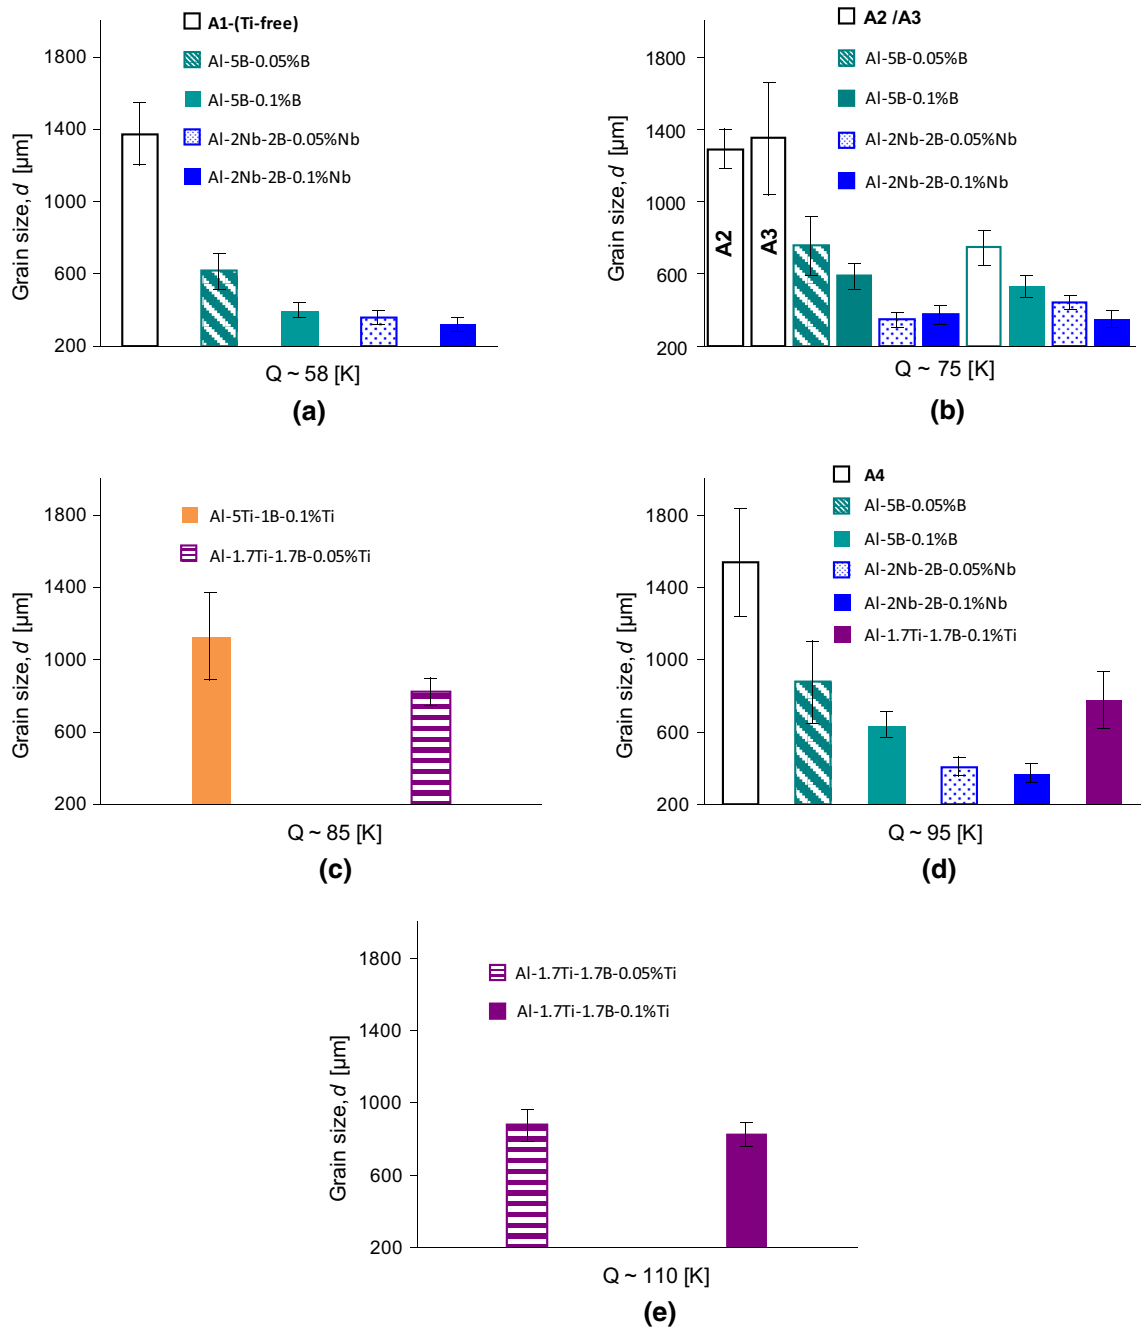 A1-(Ti-free)
Al-5B-0.05%B
Al-5B-0.1%B
Al-2Nb-2B-0.05%Nb
Al-2Nb-2B-0.1%Nb
Grain size, d [μm]
1800
1400
1000
600
200
Q ~ 58 [K]
(a)
A2 /A3
Al-5B-0.05%B
Al-5B-0.1%B
Al-2Nb-2B-0.05%Nb
Al-2Nb-2B-0.1%Nb
Grain size, d [μm]
1800
1400
1000
600
200
A2
A3
Q ~ 75 [K]
(b)
Al-5Ti-1B-0.1%Ti
Al-1.7Ti-1.7B-0.05%Ti
Grain size, d [μm]
1800
1400
1000
600
200
Q ~ 85 [K]
(c)
A4
Al-5B-0.05%B
Al-5B-0.1%B
Al-2Nb-2B-0.05%Nb
Al-2Nb-2B-0.1%Nb
Al-1.7Ti-1.7B-0.1%Ti
Grain size, d [μm]
1800
1400
1000
600
200
Q ~ 95 [K]
(d)
Al-1.7Ti-1.7B-0.05%Ti
Al-1.7Ti-1.7B-0.1%Ti
Grain size, d [μm]
1800
1400
1000
600
200
Q ~ 110 [K]
(e)